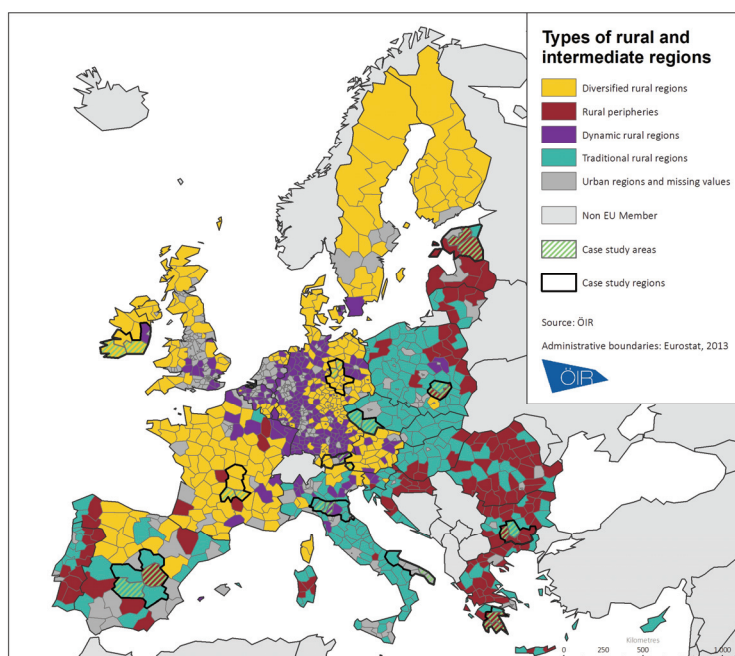 Types of rural and
intermediate regions
Diversified rural regions
Rural peripheries
Dynamic rural regions
Traditional rural regions
Urban regions and missing values
Non EU Member
Case study areas
Case study regions
Source: ÖIR
Administrative boundaries: Eurostat, 2013
ÖIR
Kilometres
0 250 500 1.000